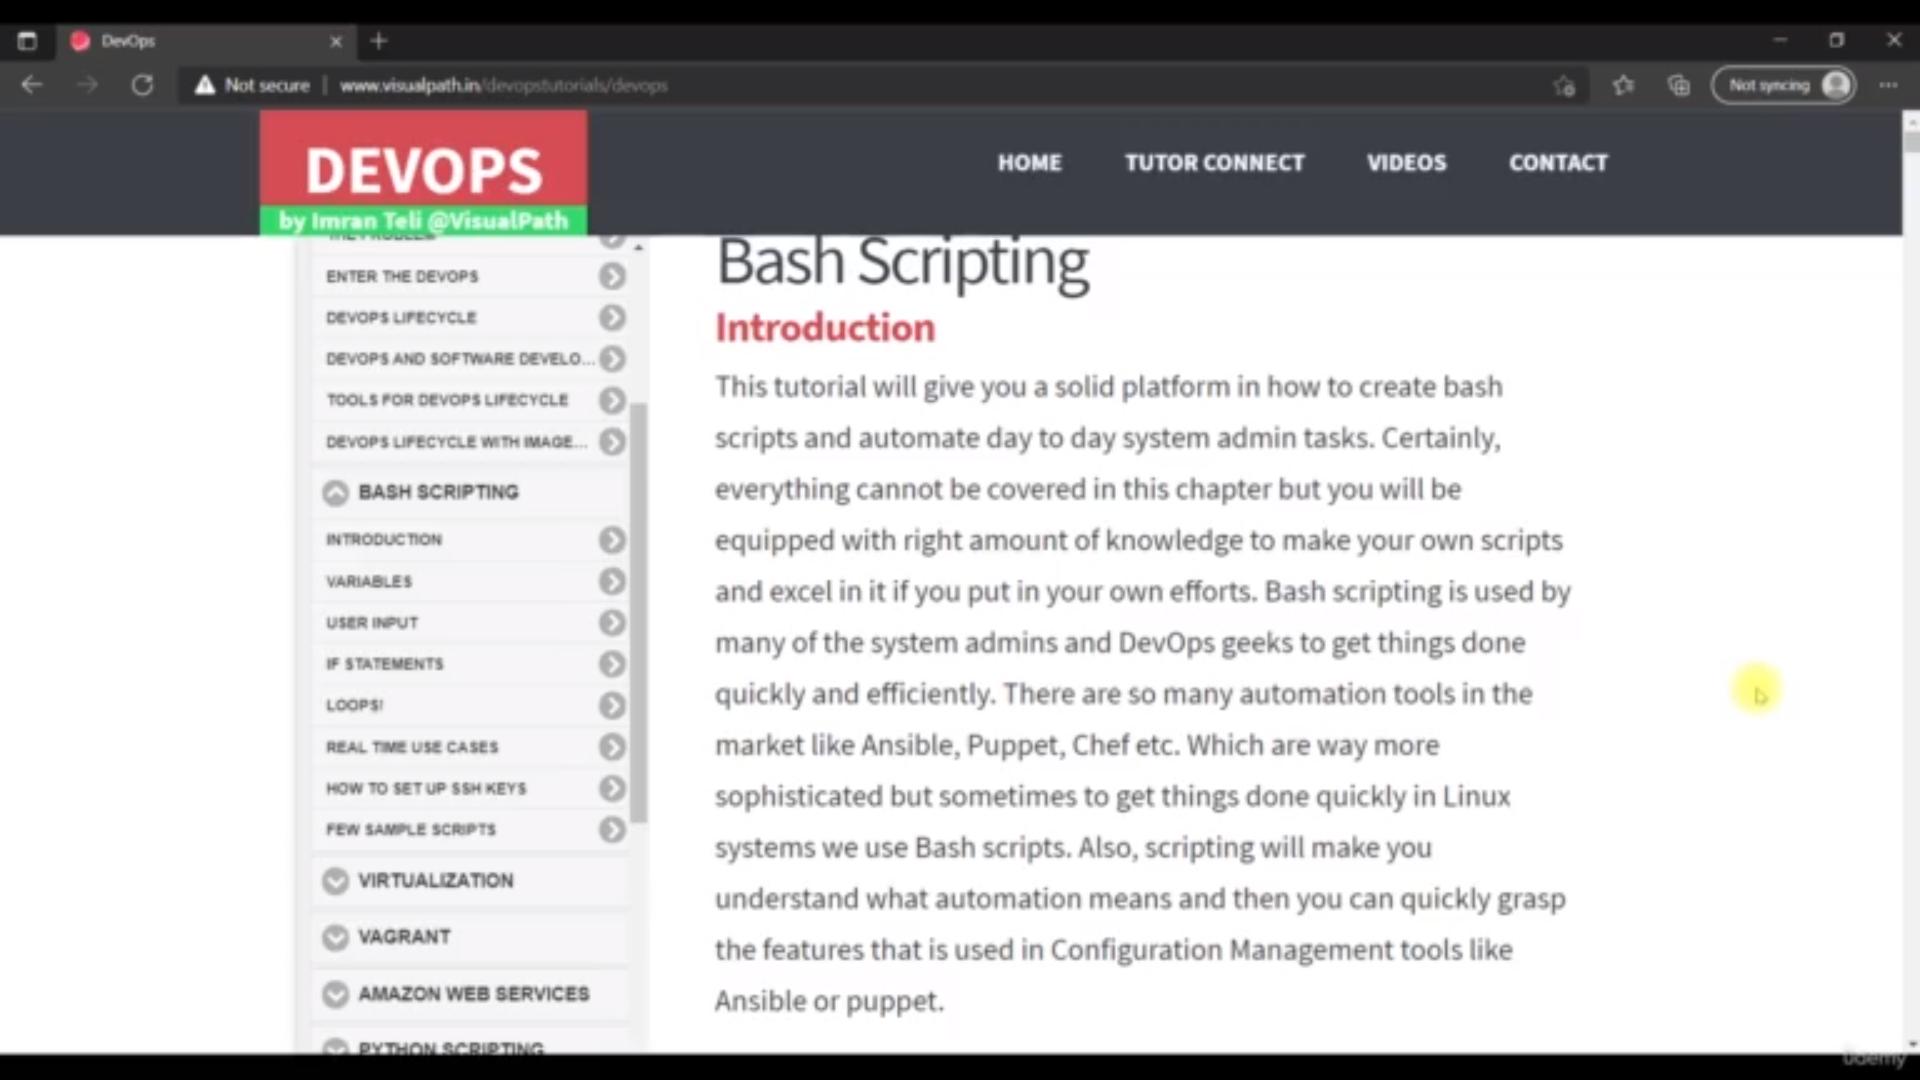 DevOps
Not secure
www.visualpath.in/devopstutorials/devops
Not syncing
DEVOPS
by Imran Teli @VisualPath
HOME
TUTOR CONNECT
VIDEOS
CONTACT
THE PROBLEM
ENTER THE DEVOPS
DEVOPS LIFECYCLE
DEVOPS AND SOFTWARE DEVELO...
TOOLS FOR DEVOPS LIFECYCLE
DEVOPS LIFECYCLE WITH IMAGE...
BASH SCRIPTING
INTRODUCTION
VARIABLES
USER INPUT
IF STATEMENTS
LOOPS!
REAL TIME USE CASES
HOW TO SET UP SSH KEYS
FEW SAMPLE SCRIPTS
VIRTUALIZATION
VAGRANT
AMAZON WEB SERVICES
PYTHON SCRIPTING
Bash Scripting
Introduction
This tutorial will give you a solid platform in how to create bash
scripts and automate day to day system admin tasks. Certainly,
everything cannot be covered in this chapter but you will be
equipped with right amount of knowledge to make your own scripts
and excel in it if you put in your own efforts. Bash scripting is used by
many of the system admins and DevOps geeks to get things done
quickly and efficiently. There are so many automation tools in the
market like Ansible, Puppet, Chef etc. Which are way more
sophisticated but sometimes to get things done quickly in Linux
systems we use Bash scripts. Also, scripting will make you
understand what automation means and then you can quickly grasp
the features that is used in Configuration Management tools like
Ansible or puppet.
ûdemy